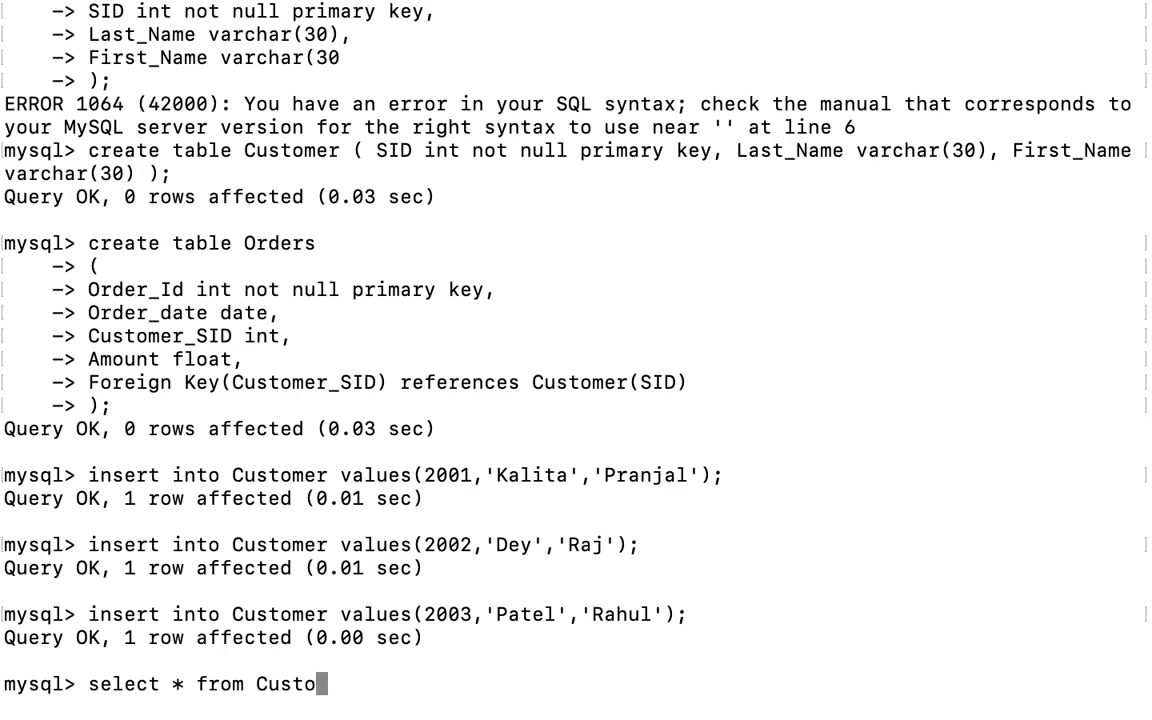 -> SID int not null primary key,
-> Last_Name varchar(30),
-> First_Name varchar(30
-> );
ERROR 1064 (42000): You have an error in your SQL syntax; check the manual that corresponds to
your MySQL server version for the right syntax to use near '' at line 6
mysql> create table Customer ( SID int not null primary key, Last_Name varchar(30), First_Name
varchar(30) );
Query OK, 0 rows affected (0.03 sec)
mysql> create table Orders
-> (
-> Order_Id int not null primary key,
-> Order_date date,
-> Customer_SID int,
-> Amount float,
-> Foreign Key(Customer_SID) references Customer(SID)
-> );
Query OK, 0 rows affected (0.03 sec)
mysql> insert into Customer values(2001,'Kalita','Pranjal');
Query OK, 1 row affected (0.01 sec)
mysql> insert into Customer values(2002,'Dey','Raj');
Query OK, 1 row affected (0.01 sec)
mysql> insert into Customer values(2003,'Patel','Rahul');
Query OK, 1 row affected (0.00 sec)
mysql> select * from Custo